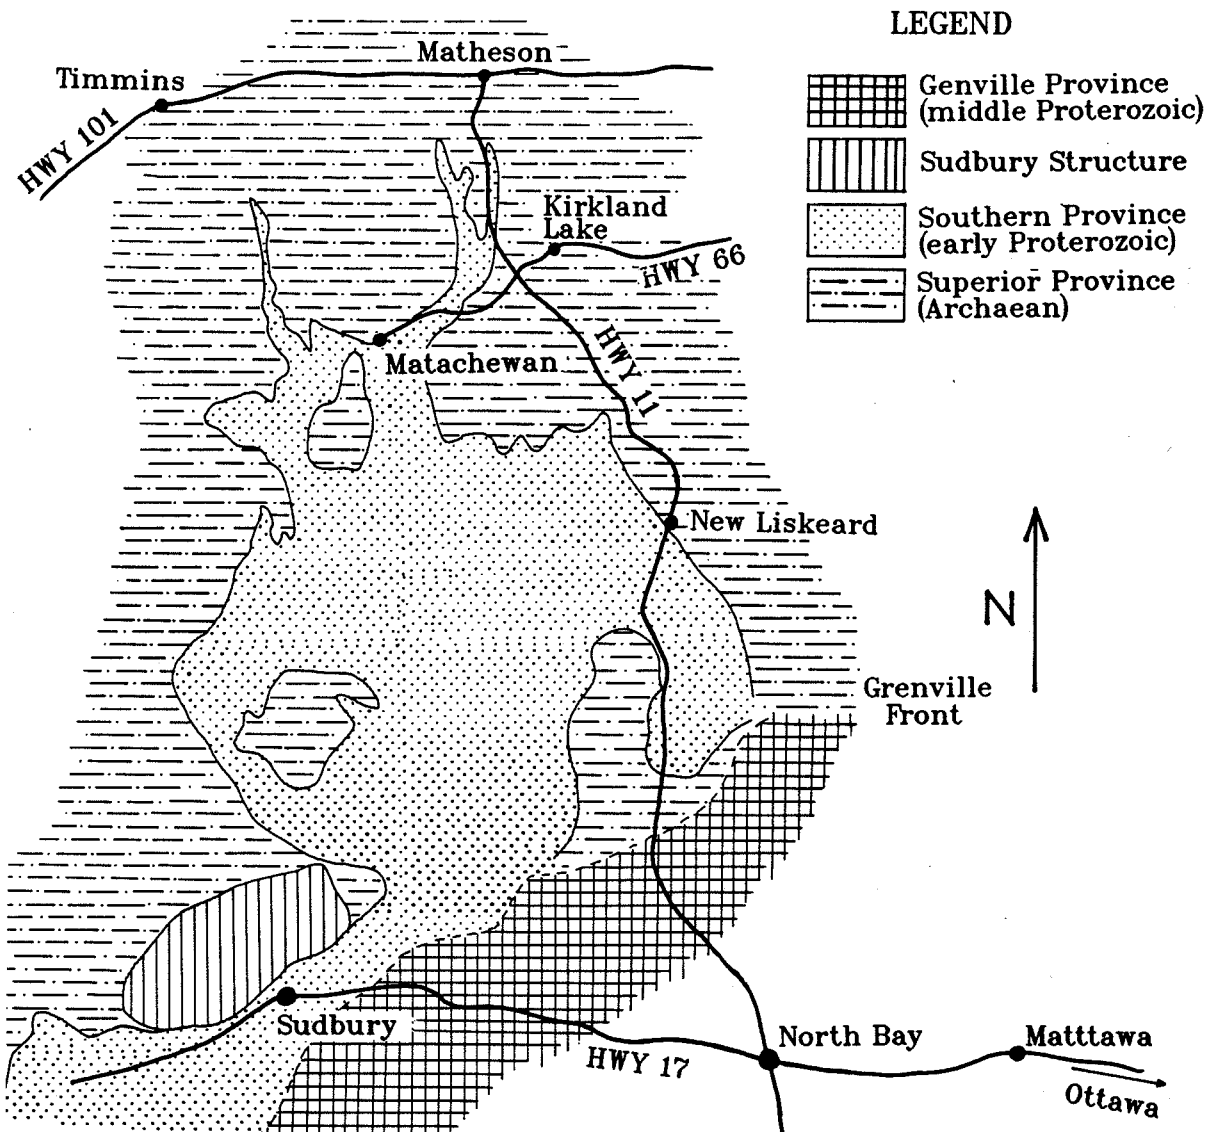 LEGEND
Genville Province
(middle Proterozoic)
Sudbury Structure
Southern Province
(early Proterozoic)
Superior Province
(Archaean)
Matheson
Timmins
HWY 101
Kirkland
Lake
HWY 66
Matachewan
HWY 11
New Liskeard
N
Grenville
Front
Sudbury
HWY 17
North Bay
Matttawa
Ottawa